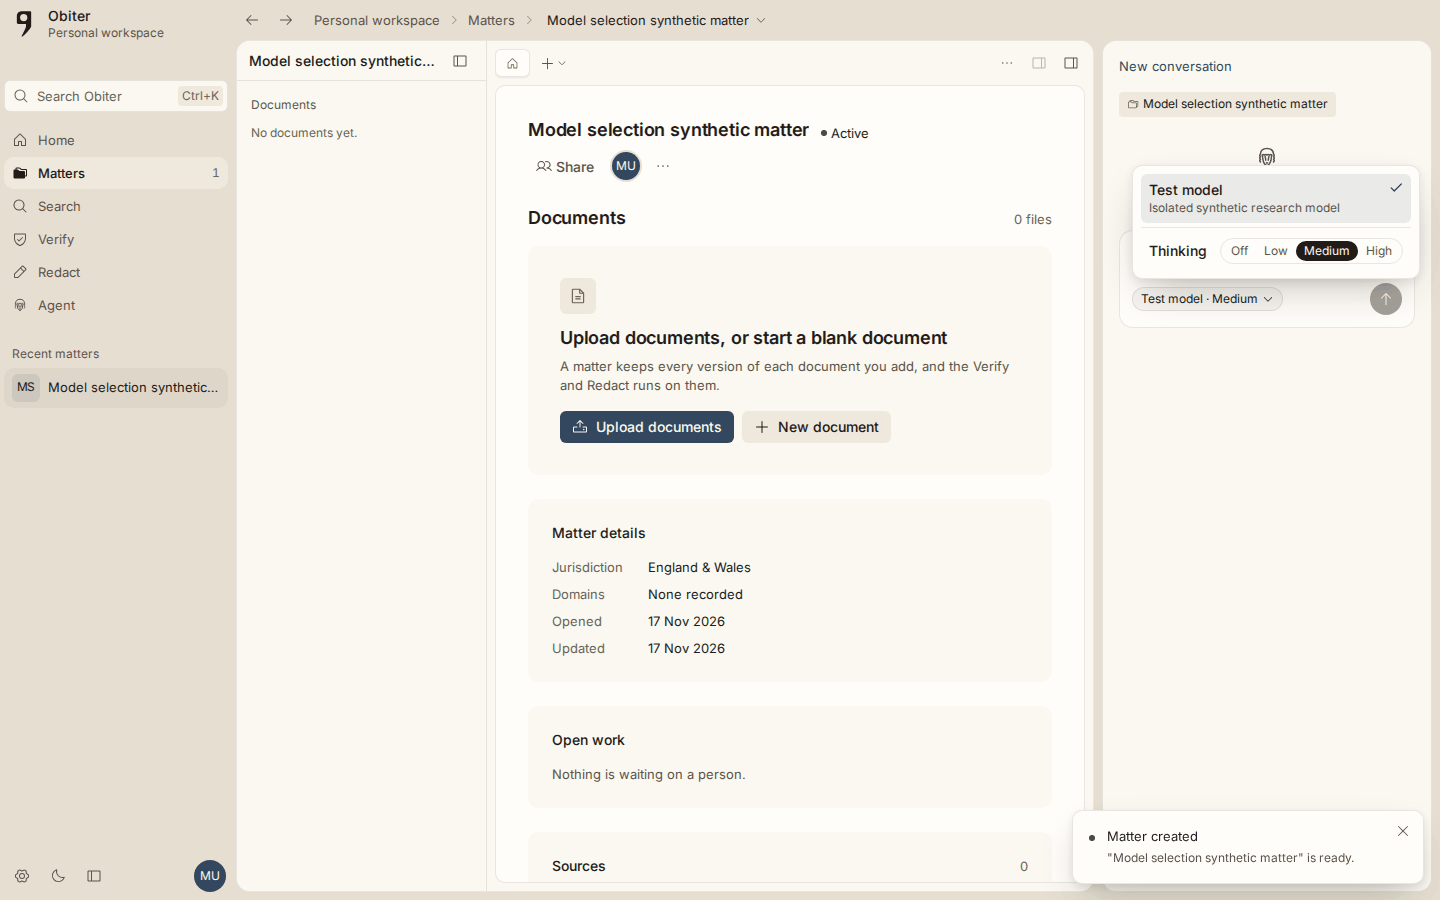 Obiter
Personal workspace
Search Obiter
Ctrl+K
Home
Matters
1
Search
Verify
Redact
Agent
Recent matters
MS
Model selection synthetic...
MU
Personal workspace
Matters
Model selection synthetic matter
Model selection synthetic...
Documents
No documents yet.
Model selection synthetic matter
Active
Share
MU
Documents
0 files
Upload documents, or start a blank document
A matter keeps every version of each document you add, and the Verify
and Redact runs on them.
Upload documents
New document
Matter details
Jurisdiction
England & Wales
Domains
None recorded
Opened
17 Nov 2026
Updated
17 Nov 2026
Open work
Nothing is waiting on a person.
Sources
0
New conversation
Model selection synthetic matter
Test model
Isolated synthetic research model
Thinking
Off
Low
Medium
High
Test model · Medium
Matter created
"Model selection synthetic matter" is ready.